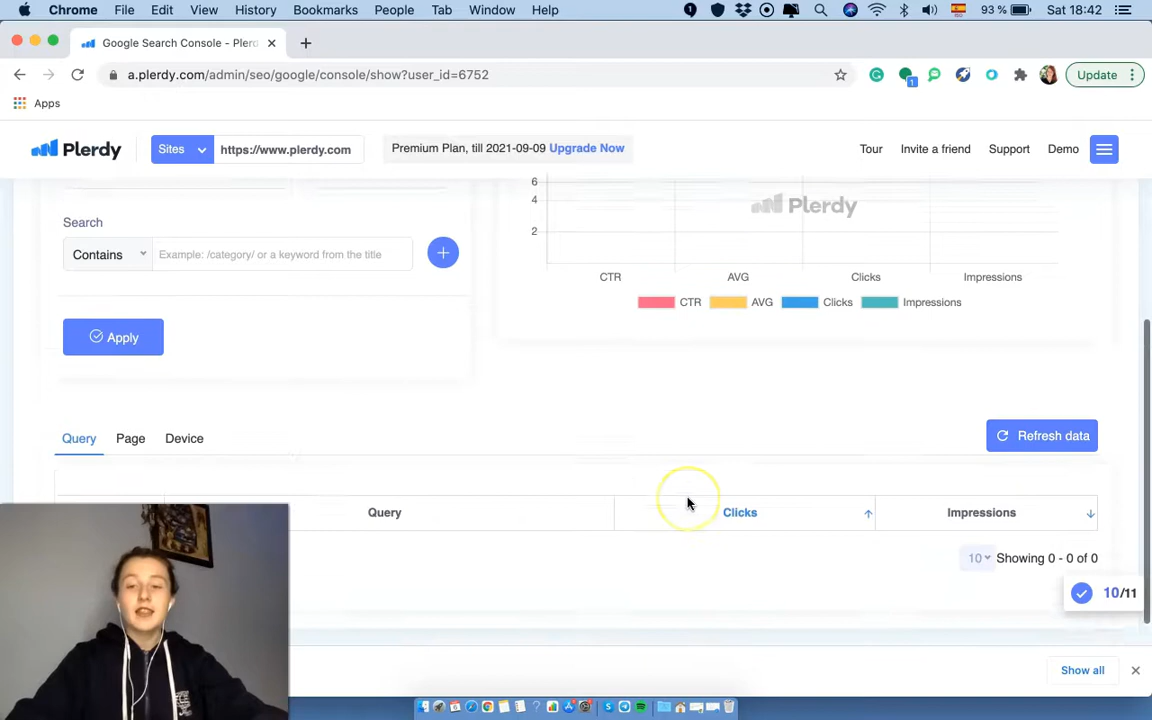 Chrome File Edit View History Bookmarks People Tab Window Help 93 % Sat 18:42
Google Search Console - Plerd
a.plerdy.com/admin/seo/google/console/show?user_id=6752 1 Update
Apps
Plerdy Sites https://www.plerdy.com Premium Plan, till 2021-09-09 Upgrade Now Tour Invite a friend Support Demo
6
4
Plerdy
Search
2
Contains Example: /category/ or a keyword from the title
CTR AVG Clicks Impressions
CTR AVG Clicks Impressions
Apply
Query Page Device Refresh data
Query Clicks Impressions
10 Showing 0 - 0 of 0
10/11
Show all